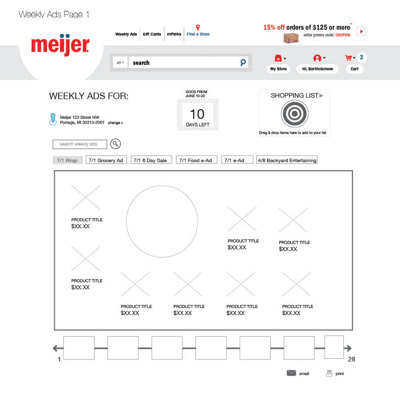 Weekly Ads Page 1
Weekly Ads
Gift Cards
mPerks
Find a Store
15% off orders of $125 or more*
enter promo code: COUPON
meijer
all
search
My Store
Hi, Bartholomew
Cart
3
WEEKLY ADS FOR:
Meijer 123 Street NW
Portage, MI 23313-2001 change
GOOD FROM
JUNE 10-20
10
DAYS LEFT
SHOPPING LIST
Drag & drop items here to add to your list
search weekly ads
7/1 Wrap
7/1 Grocery Ad
7/1 6 Day Sale
7/1 Food e-Ad
7/1 e-Ad
4/8 Backyard Entertaining
PRODUCT TITLE
$XX.XX
PRODUCT TITLE
$XX.XX
PRODUCT TITLE
$XX.XX
PRODUCT TITLE
$XX.XX
PRODUCT TITLE
$XX.XX
PRODUCT TITLE
$XX.XX
PRODUCT TITLE
$XX.XX
PRODUCT TITLE
$XX.XX
1
28
email
print